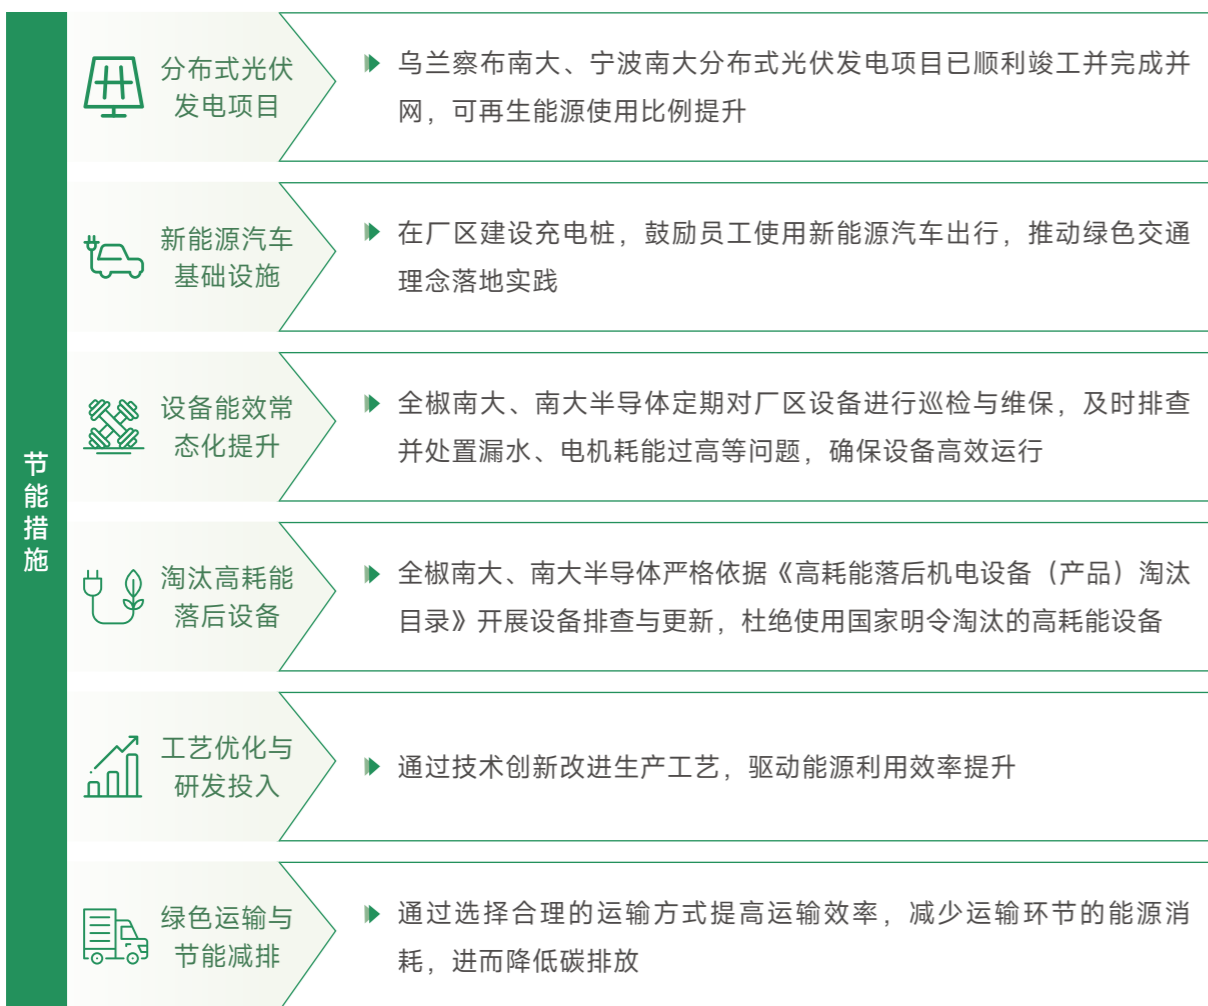 节能措施
分布式光伏
发电项目
乌兰察布南大、宁波南大分布式光伏发电项目已顺利竣工并完成并
网，可再生能源使用比例提升
新能源汽车
基础设施
在厂区建设充电桩，鼓励员工使用新能源汽车出行，推动绿色交通
理念落地实践
设备能效常
态化提升
全椒南大、南大半导体定期对厂区设备进行巡检与维保，及时排查
并处置漏水、电机耗能过高等问题，确保设备高效运行
淘汰高耗能
落后设备
全椒南大、南大半导体严格依据《高耗能落后机电设备（产品）淘汰
目录》开展设备排查与更新，杜绝使用国家明令淘汰的高耗能设备
工艺优化与
研发投入
通过技术创新改进生产工艺，驱动能源利用效率提升
绿色运输与
节能减排
通过选择合理的运输方式提高运输效率，减少运输环节的能源消
耗，进而降低碳排放